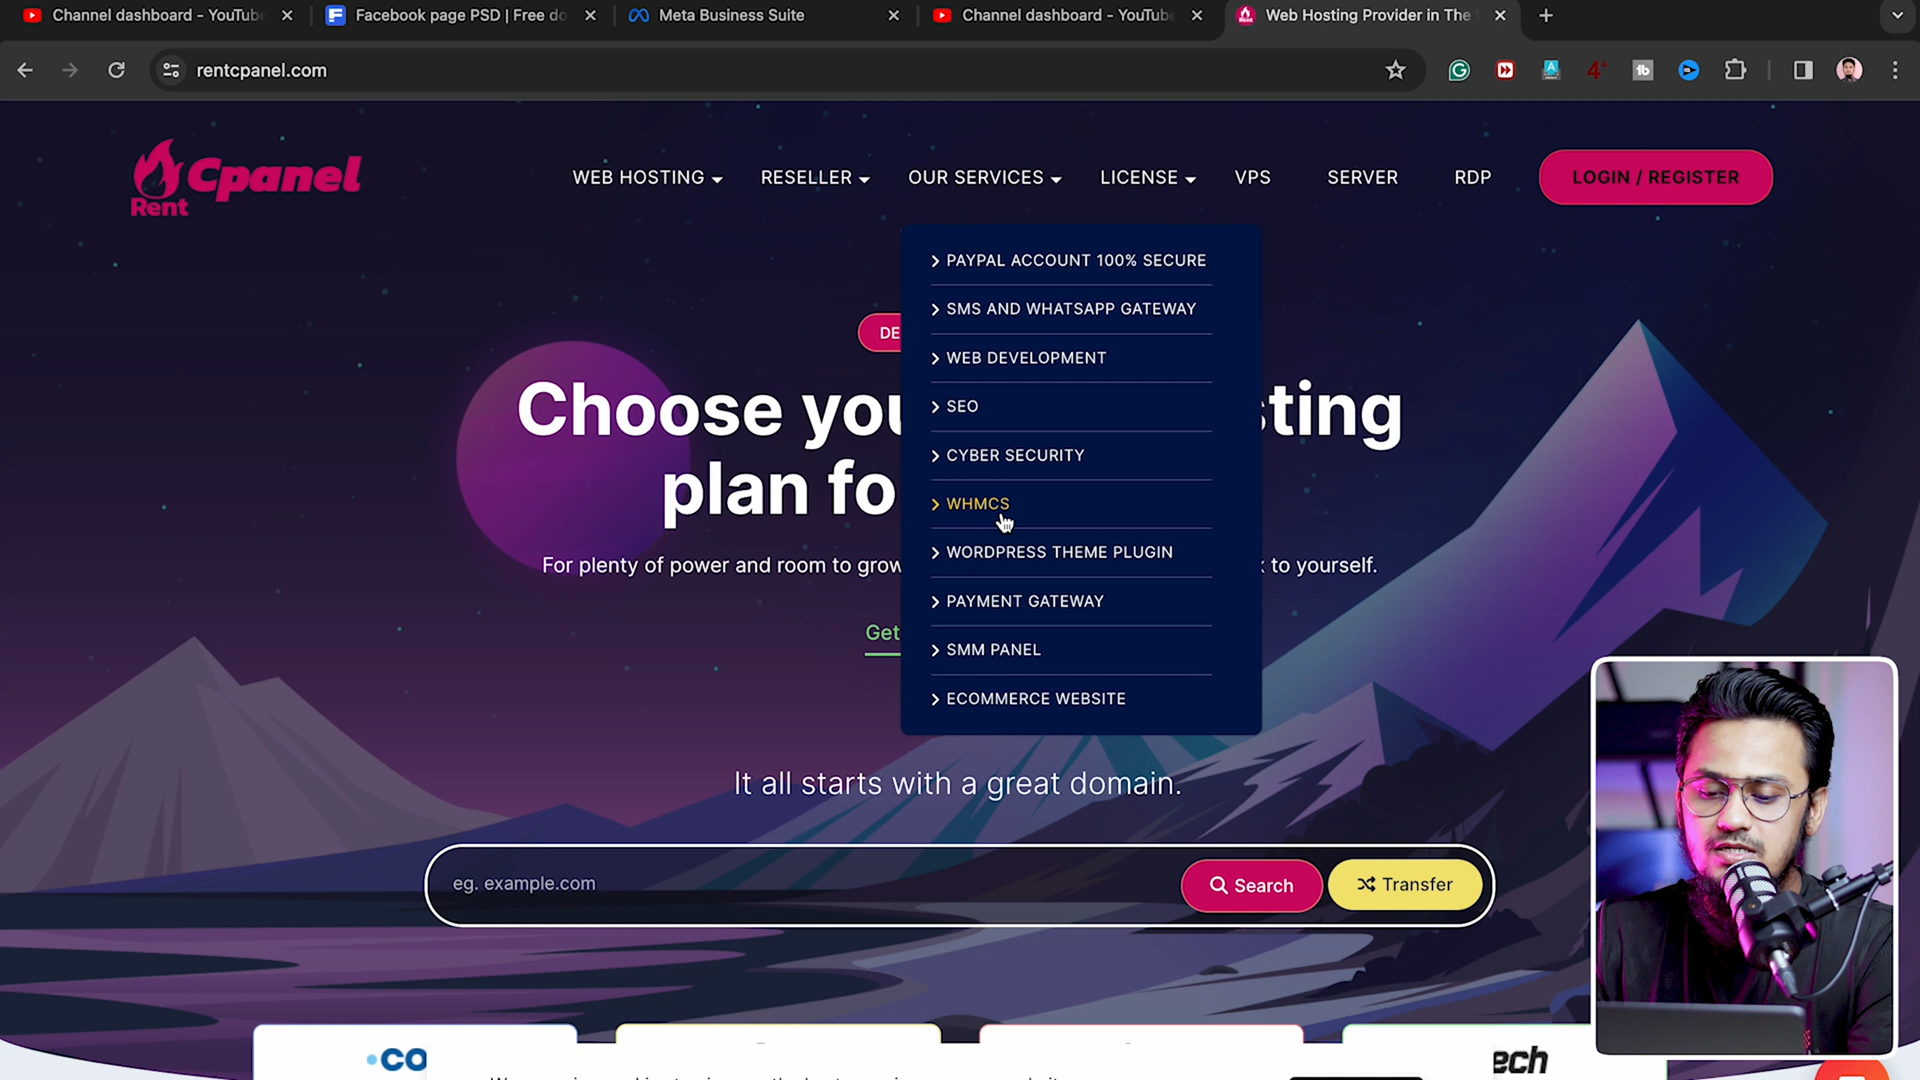 Channel dashboard - YouTube
Facebook page PSD | Free do
Meta Business Suite
Channel dashboard - YouTube
Web Hosting Provider in The
rentcpanel.com
Rent Cpanel
WEB HOSTING
RESELLER
OUR SERVICES
LICENSE
VPS
SERVER
RDP
LOGIN / REGISTER
PAYPAL ACCOUNT 100% SECURE
SMS AND WHATSAPP GATEWAY
WEB DEVELOPMENT
SEO
CYBER SECURITY
WHMCS
WORDPRESS THEME PLUGIN
PAYMENT GATEWAY
SMM PANEL
ECOMMERCE WEBSITE
DE
Choose you sting
plan fo
For plenty of power and room to grow to yourself.
Get
It all starts with a great domain.
eg. example.com
Search
Transfer